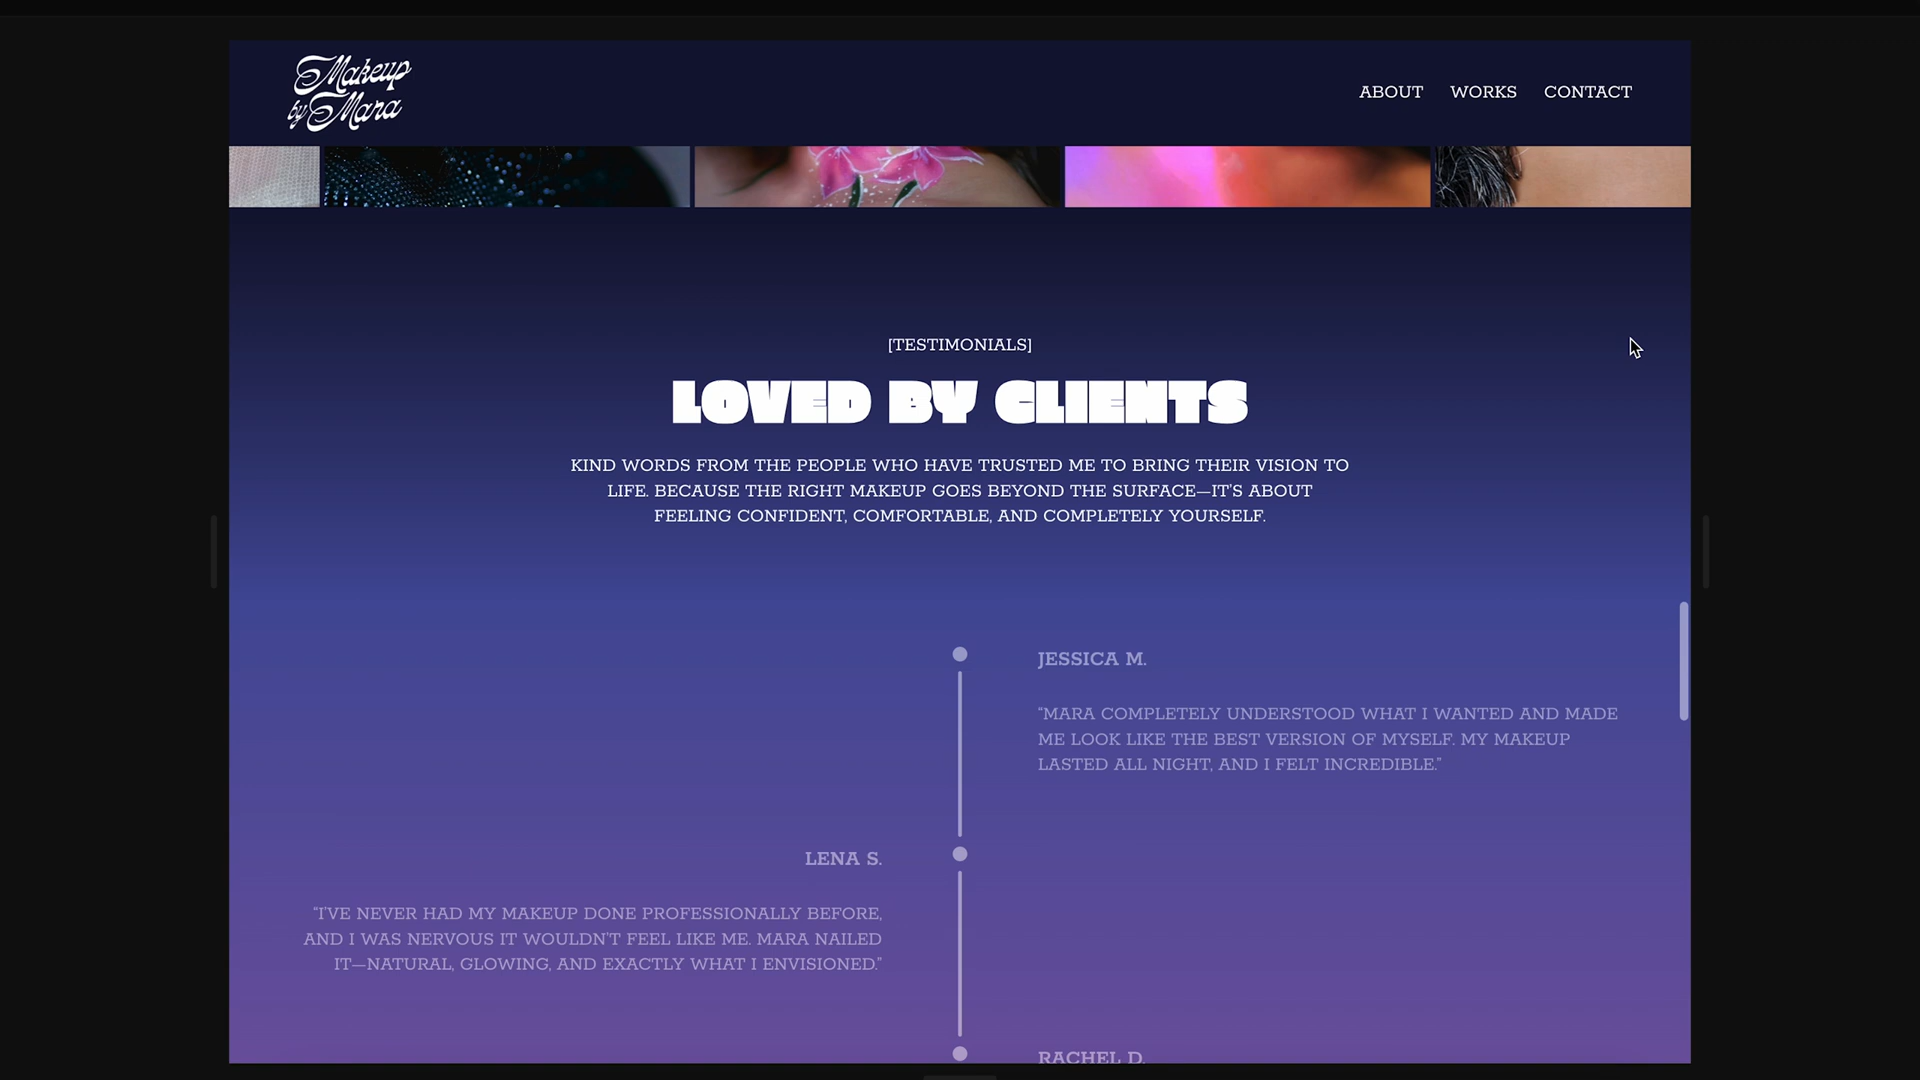 Makeup
by Mara
ABOUT WORKS CONTACT
[TESTIMONIALS]
LOVED BY CLIENTS
KIND WORDS FROM THE PEOPLE WHO HAVE TRUSTED ME TO BRING THEIR VISION TO
LIFE. BECAUSE THE RIGHT MAKEUP GOES BEYOND THE SURFACE—IT'S ABOUT
FEELING CONFIDENT, COMFORTABLE, AND COMPLETELY YOURSELF.
JESSICA M.
“MARA COMPLETELY UNDERSTOOD WHAT I WANTED AND MADE
ME LOOK LIKE THE BEST VERSION OF MYSELF. MY MAKEUP
LASTED ALL NIGHT, AND I FELT INCREDIBLE.”
LENA S.
“I'VE NEVER HAD MY MAKEUP DONE PROFESSIONALLY BEFORE,
AND I WAS NERVOUS IT WOULDN'T FEEL LIKE ME. MARA NAILED
IT—NATURAL, GLOWING, AND EXACTLY WHAT I ENVISIONED.”
RACHEL D.